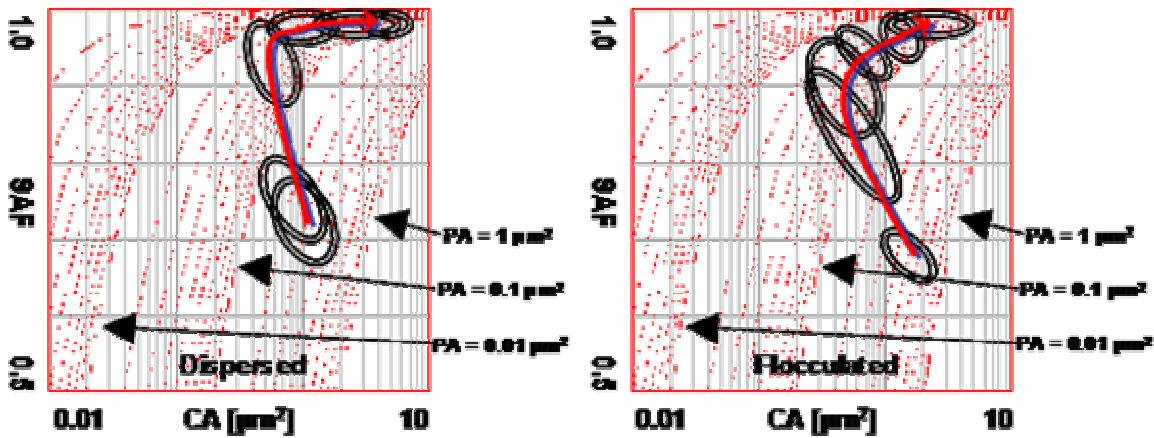 1,0
SAF
0,5
PA = 1 µm²
PA = 0.1 µm²
PA = 0.01 µm²
Dispersed
0.01 CA [µm²] 10
1,0
SAF
0,5
PA = 1 µm²
PA = 0.1 µm²
PA = 0.01 µm²
Flocculated
0.01 CA [µm²] 10